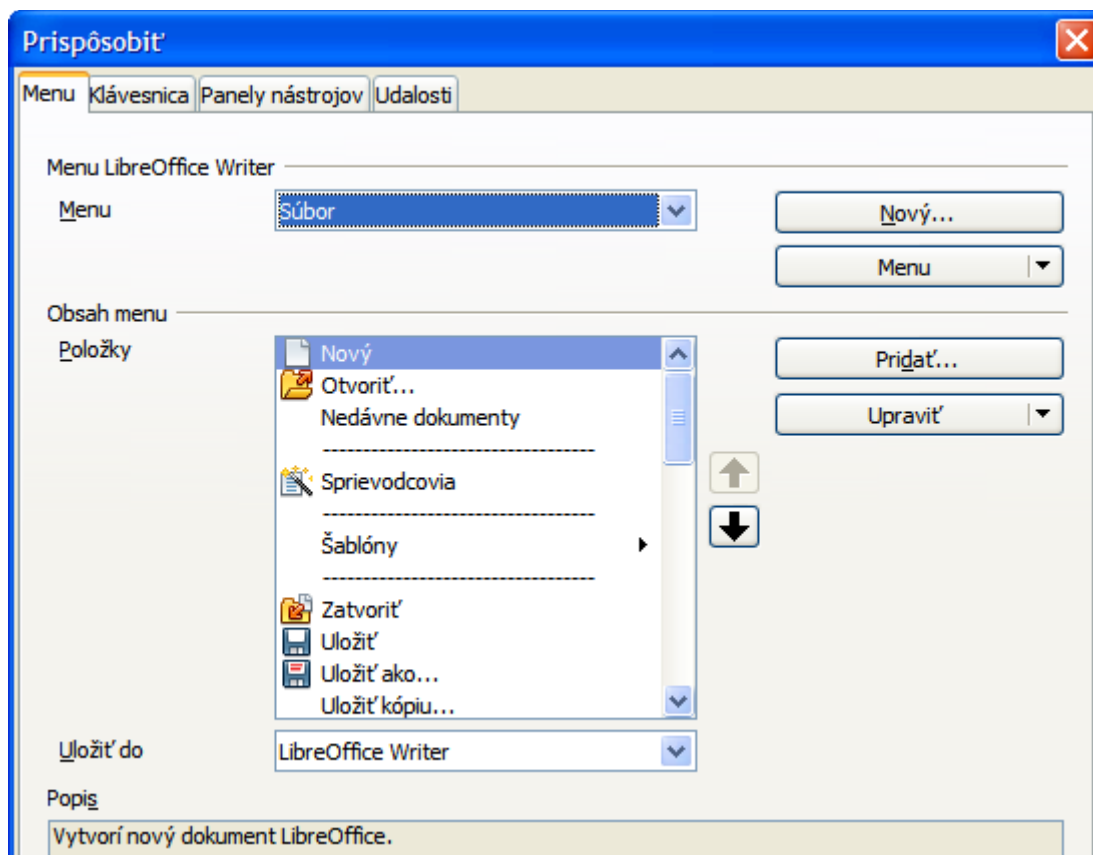 Prispôsobiť
Menu Klávesnica Panely nástrojov Udalosti
Menu LibreOffice Writer
Menu Súbor Nový...
Menu
Obsah menu
Položky Nový Pridať...
Otvoriť...
Nedávne dokumenty Upraviť
----------------------------------
Sprievodcovia
----------------------------------
Šablóny
----------------------------------
Zatvoriť
Uložiť
Uložiť ako...
Uložiť kópiu...
Uložiť do LibreOffice Writer
Popis
Vytvorí nový dokument LibreOffice.